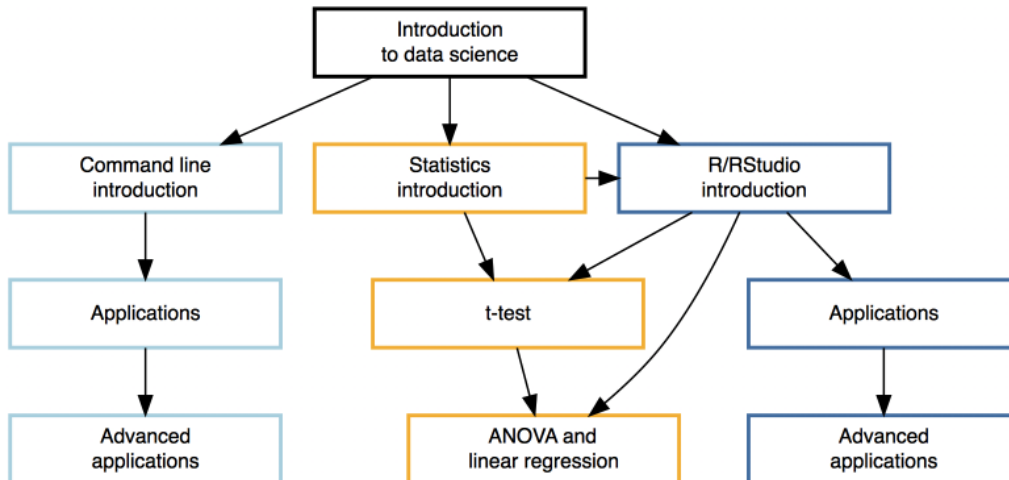 Introduction
to data science
Command line
introduction
Statistics
introduction
R/RStudio
introduction
Applications
t-test
Applications
Advanced
applications
ANOVA and
linear regression
Advanced
applications